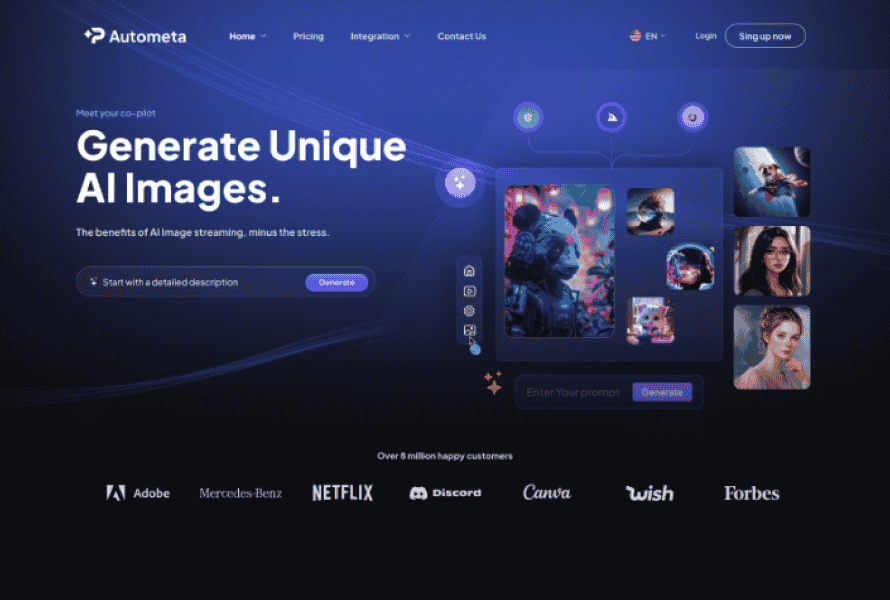 Autometa
Home
Pricing
Integration
Contact Us
EN
Login
Sing up now
Meet your co-pilot
Generate Unique
AI Images.
The benefits of AI Image streaming, minus the stress.
Start with a detailed description
Generate
Enter Your prompt
Generate
Over 6 million happy customers
Adobe
Mercedes-Benz
NETFLIX
Discord
Canva
wish
Forbes